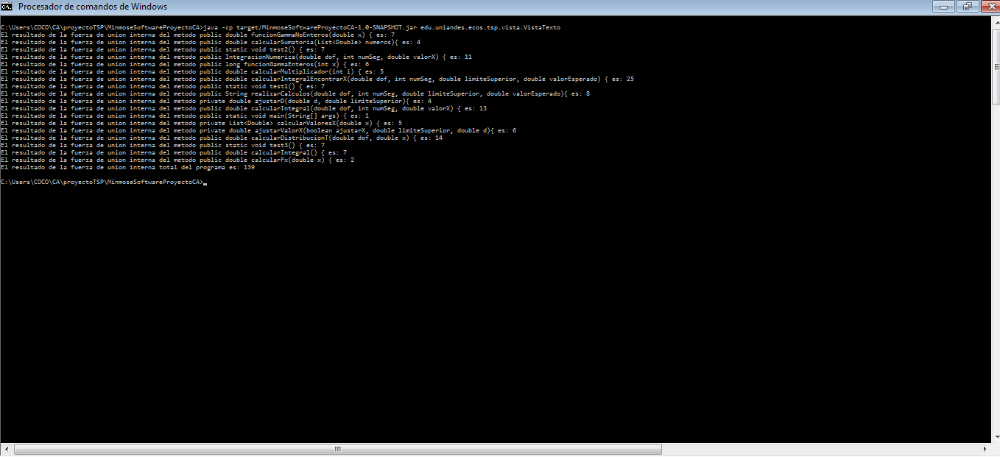 Procesador de comandos de Windows
C:\Users\COCO\CA\proyectoTSP\MinmoseSoftwareProyectoCA>java -cp target/MinmoseSoftwareProyectoCA-1.0-SNAPSHOT.jar edu.uniandes.ecos.tsp.vista.VistaTexto
El resultado de la fuerza de union interna del metodo public double funcionGammaNoEnteros(double x) { es: 7
El resultado de la fuerza de union interna del metodo public double calcularSumatoria(List<Double> numeros){ es: 4
El resultado de la fuerza de union interna del metodo public static void test2() { es: 7
El resultado de la fuerza de union interna del metodo public IntegracionNumerica(double dof, int numSeg, double valorX) { es: 11
El resultado de la fuerza de union interna del metodo public long funcionGammaEnteros(int x) { es: 6
El resultado de la fuerza de union interna del metodo public double calcularMultiplicador(int i) { es: 5
El resultado de la fuerza de union interna del metodo public double calcularIntegralEncontrarX(double dof, int numSeg, double limiteSuperior, double valorEsperado) { es: 25
El resultado de la fuerza de union interna del metodo public static void test1() { es: 7
El resultado de la fuerza de union interna del metodo public String realizarCalculos(double dof, int numSeg, double limiteSuperior, double valorEsperado){ es: 8
El resultado de la fuerza de union interna del metodo private double ajustarD(double d, double limiteSuperior){ es: 4
El resultado de la fuerza de union interna del metodo public double calcularIntegral(double dof, int numSeg, double valorX) { es: 13
El resultado de la fuerza de union interna del metodo public static void main(String[] args) { es: 1
El resultado de la fuerza de union interna del metodo private List<Double> calcularValoresX(double x) { es: 5
El resultado de la fuerza de union interna del metodo private double ajustarValorX(boolean ajustarX, double limiteSuperior, double d){ es: 6
El resultado de la fuerza de union interna del metodo public double calcularDistribucionT(double dof, double x) { es: 14
El resultado de la fuerza de union interna del metodo public static void test3() { es: 7
El resultado de la fuerza de union interna del metodo public double calcularIntegral() { es: 7
El resultado de la fuerza de union interna del metodo public double calcularFx(double x) { es: 2
El resultado de la fuerza de union interna total del programa es: 139
C:\Users\COCO\CA\proyectoTSP\MinmoseSoftwareProyectoCA>